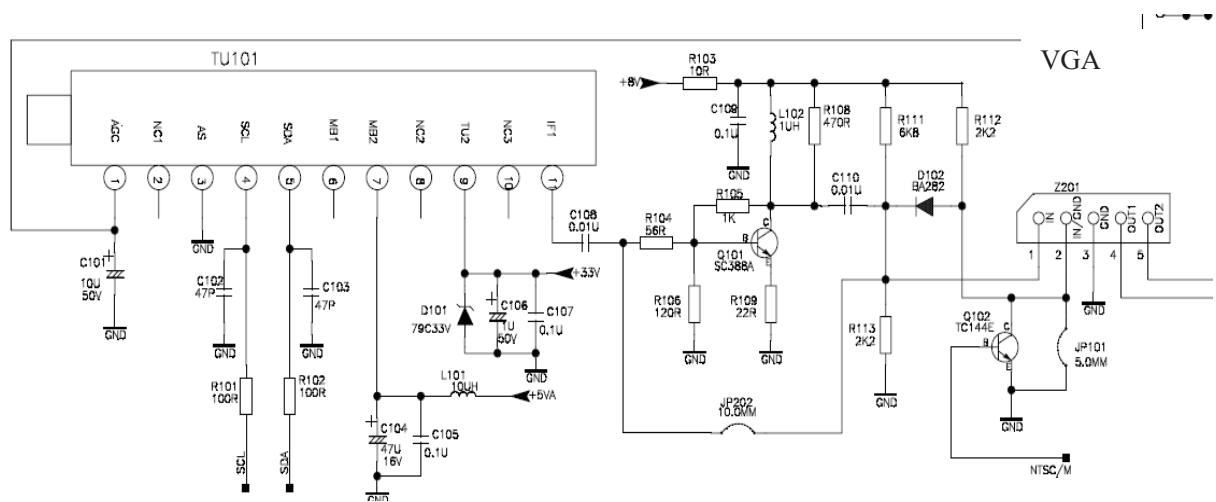 VGA
TU101
AGC
NC1
AS
SCL
SDA
MB1
MB2
NC2
TU2
NC3
IF1
1
2
3
4
5
6
7
8
9
10
11
+8V
R103
10R
C109
0.1U
GND
L102
1UH
R108
470R
R111
6K8
R112
2K2
C110
0.01U
D102
BA282
R105
1K
C108
0.01U
R104
56R
B
C
E
Q101
SC388A
R106
120R
GND
R109
22R
GND
R113
2K2
GND
Z201
IN
IN/GND
GND
OUT1
OUT2
1
2
3
4
5
GND
Q102
TC144E
B
C
E
GND
JP101
5.0MM
NTSC/M
JP202
10.0MM
C101
10U
50V
GND
GND
C102
47P
GND
C103
47P
GND
R101
100R
R102
100R
SCL
SDA
+33V
D101
79C33V
C106
1U
50V
C107
0.1U
GND
L101
10UH
+5VA
C104
47U
16V
C105
0.1U
GND